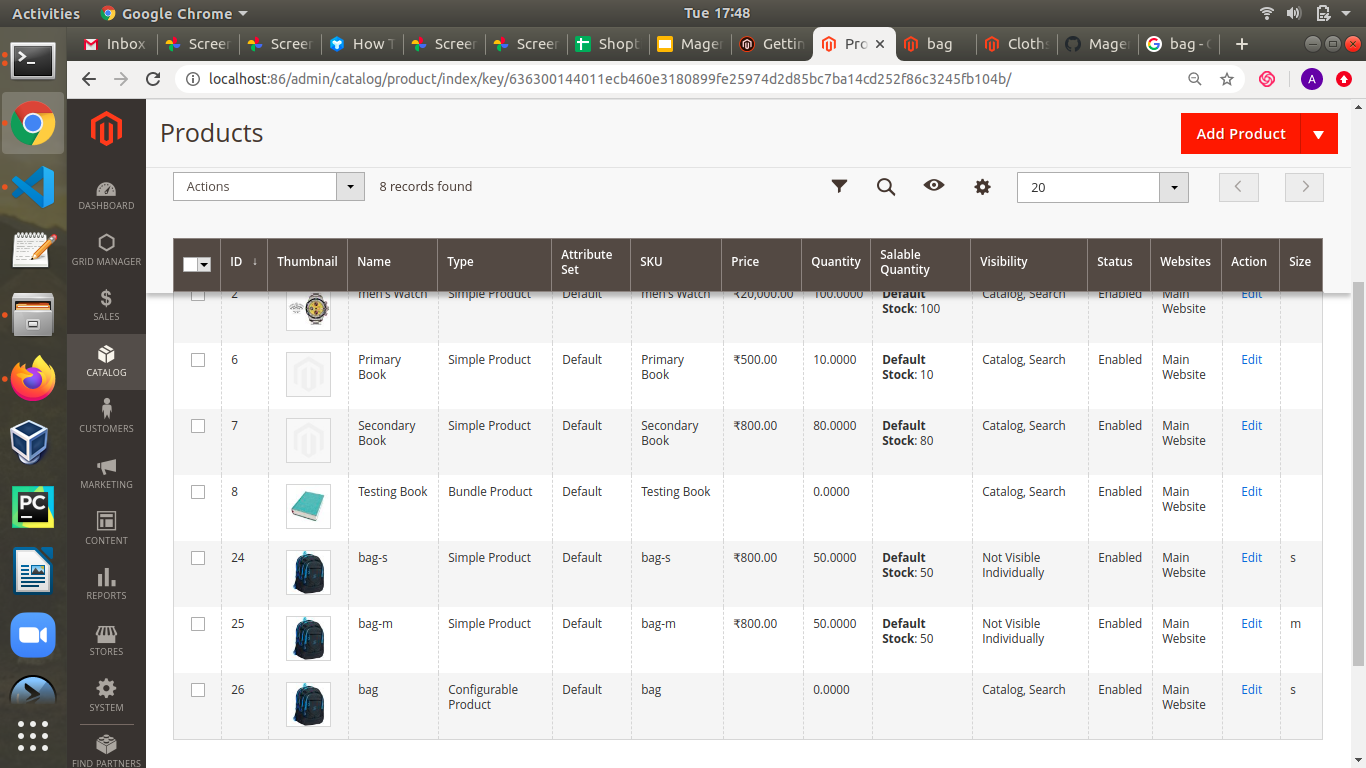 Activities Google Chrome Tue 17:48
Inbox Screer Screer How T Screer Screer Shopt Mager Gettin Pro bag Cloths Mage bag - G
localhost:86/admin/catalog/product/index/key/636300144011ecb460e3180899fe25974d2d85bc7ba14cd252f86c3245fb104b/ A
Products
Add Product
Actions 8 records found 20
DASHBOARD
GRID MANAGER
SALES
CATALOG
CUSTOMERS
MARKETING
CONTENT
REPORTS
STORES
SYSTEM
FIND PARTNERS
PC
ID ↓ Thumbnail Name Type Attribute Set SKU Price Quantity Salable Quantity Visibility Status Websites Action Size
2 men's Watch Simple Product Default men's Watch ₹20,000.00 100.0000 Default Catalog, Search Enabled Main Edit
Stock: 100 Website
6 Primary Simple Product Default Primary ₹500.00 10.0000 Default Catalog, Search Enabled Main Edit
Book Book Stock: 10 Website
7 Secondary Simple Product Default Secondary ₹800.00 80.0000 Default Catalog, Search Enabled Main Edit
Book Book Stock: 80 Website
8 Testing Book Bundle Product Default Testing Book 0.0000 Catalog, Search Enabled Main Edit
Website
24 bag-s Simple Product Default bag-s ₹800.00 50.0000 Default Not Visible Enabled Main Edit s
Stock: 50 Individually Website
25 bag-m Simple Product Default bag-m ₹800.00 50.0000 Default Not Visible Enabled Main Edit m
Stock: 50 Individually Website
26 bag Configurable Default bag 0.0000 Catalog, Search Enabled Main Edit s
Product Website